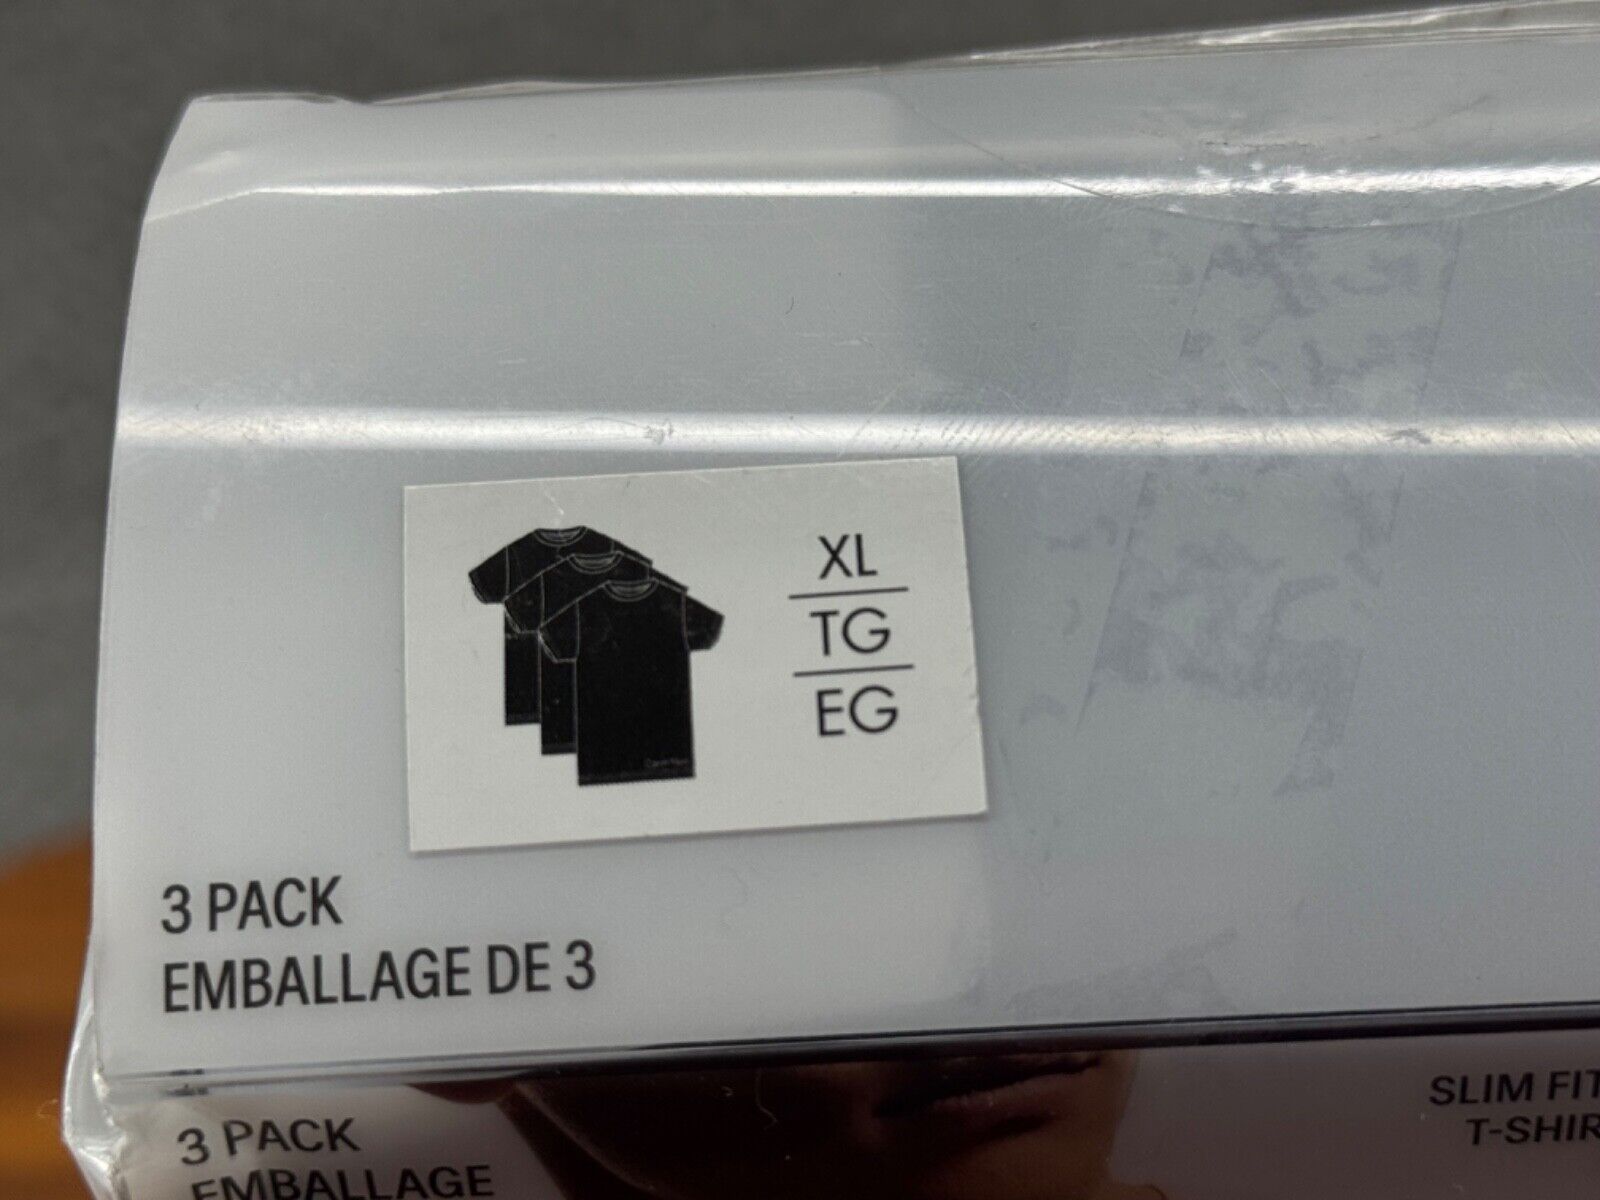 XL
TG
EG
3 PACK
EMBALLAGE DE 3
3 PACK
EMBALLAGE
SLIM FIT
T-SHIR